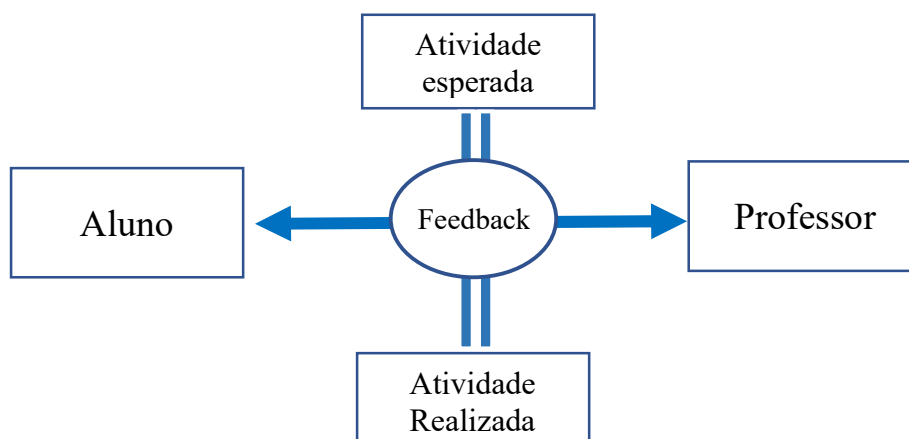 Atividade
esperada
Aluno
Feedback
Professor
Atividade
Realizada